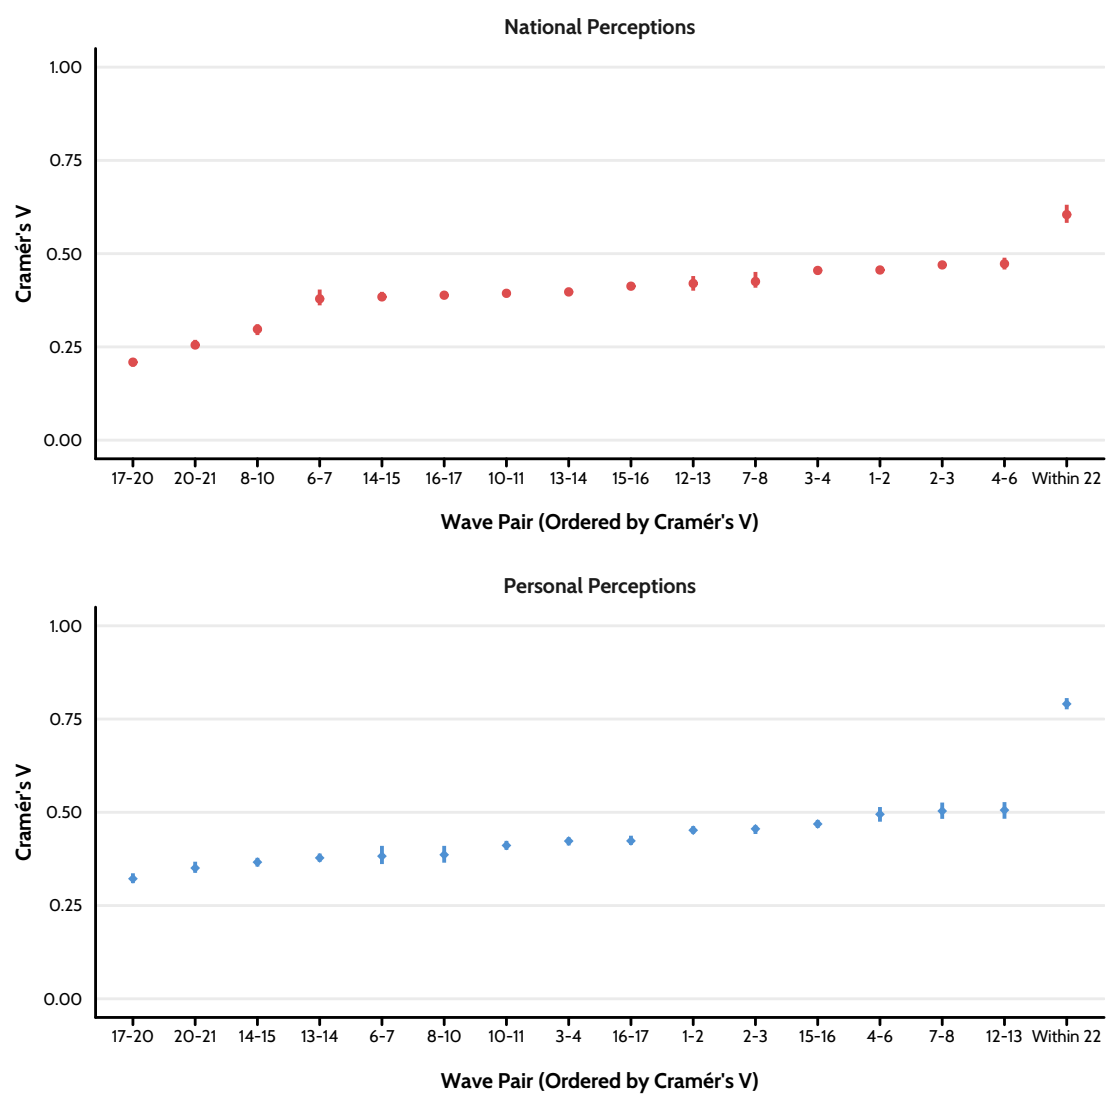 National Perceptions
Cramér's V
1.00
0.75
0.50
0.25
0.00
17-20 20-21 8-10 6-7 14-15 16-17 10-11 13-14 15-16 12-13 7-8 3-4 1-2 2-3 4-6 Within 22
Wave Pair (Ordered by Cramér's V)
Personal Perceptions
Cramér's V
1.00
0.75
0.50
0.25
0.00
17-20 20-21 14-15 13-14 6-7 8-10 10-11 3-4 16-17 1-2 2-3 15-16 4-6 7-8 12-13 Within 22
Wave Pair (Ordered by Cramér's V)